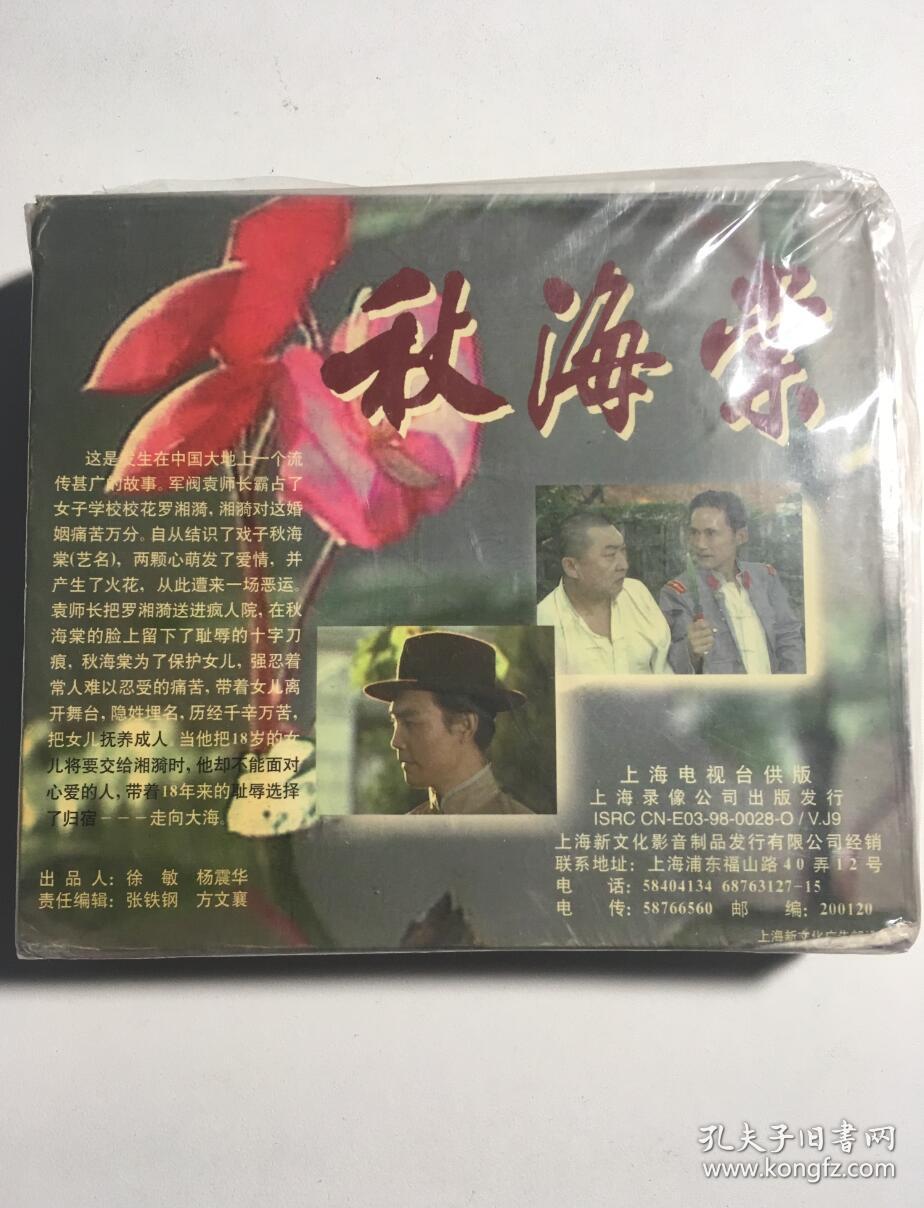 秋海棠
这是发生在中国大地上一个流
传甚广的故事。军阀袁师长霸占了
女子学校校花罗湘漪，湘漪对这婚
姻痛苦万分。自从结识了戏子秋海
棠(艺名)，两颗心萌发了爱情，并
产生了火花，从此遭来一场恶运。
袁师长把罗湘漪送进疯人院，在秋
海棠的脸上留下了耻辱的十字刀
痕，秋海棠为了保护女儿，强忍着
常人难以忍受的痛苦，带着女儿离
开舞台，隐姓埋名，历经千辛万苦，
把女儿抚养成人。当他把18岁的女
儿将要交给湘漪时，他却不能面对
心爱的人，带着18年来的耻辱选择
了归宿---走向大海。
出品人：徐敏 杨震华
责任编辑：张铁钢 方文襄
上海电视台供版
上海录像公司出版发行
ISRC CN-E03-98-0028-O/V.J9
上海新文化影音制品发行有限公司经销
联系地址：上海浦东福山路40弄12号
电 话：58404134 68763127-15
电 传：58766560 邮 编：200120
上海新文化广告
孔夫子旧書网
www.kongfz.com